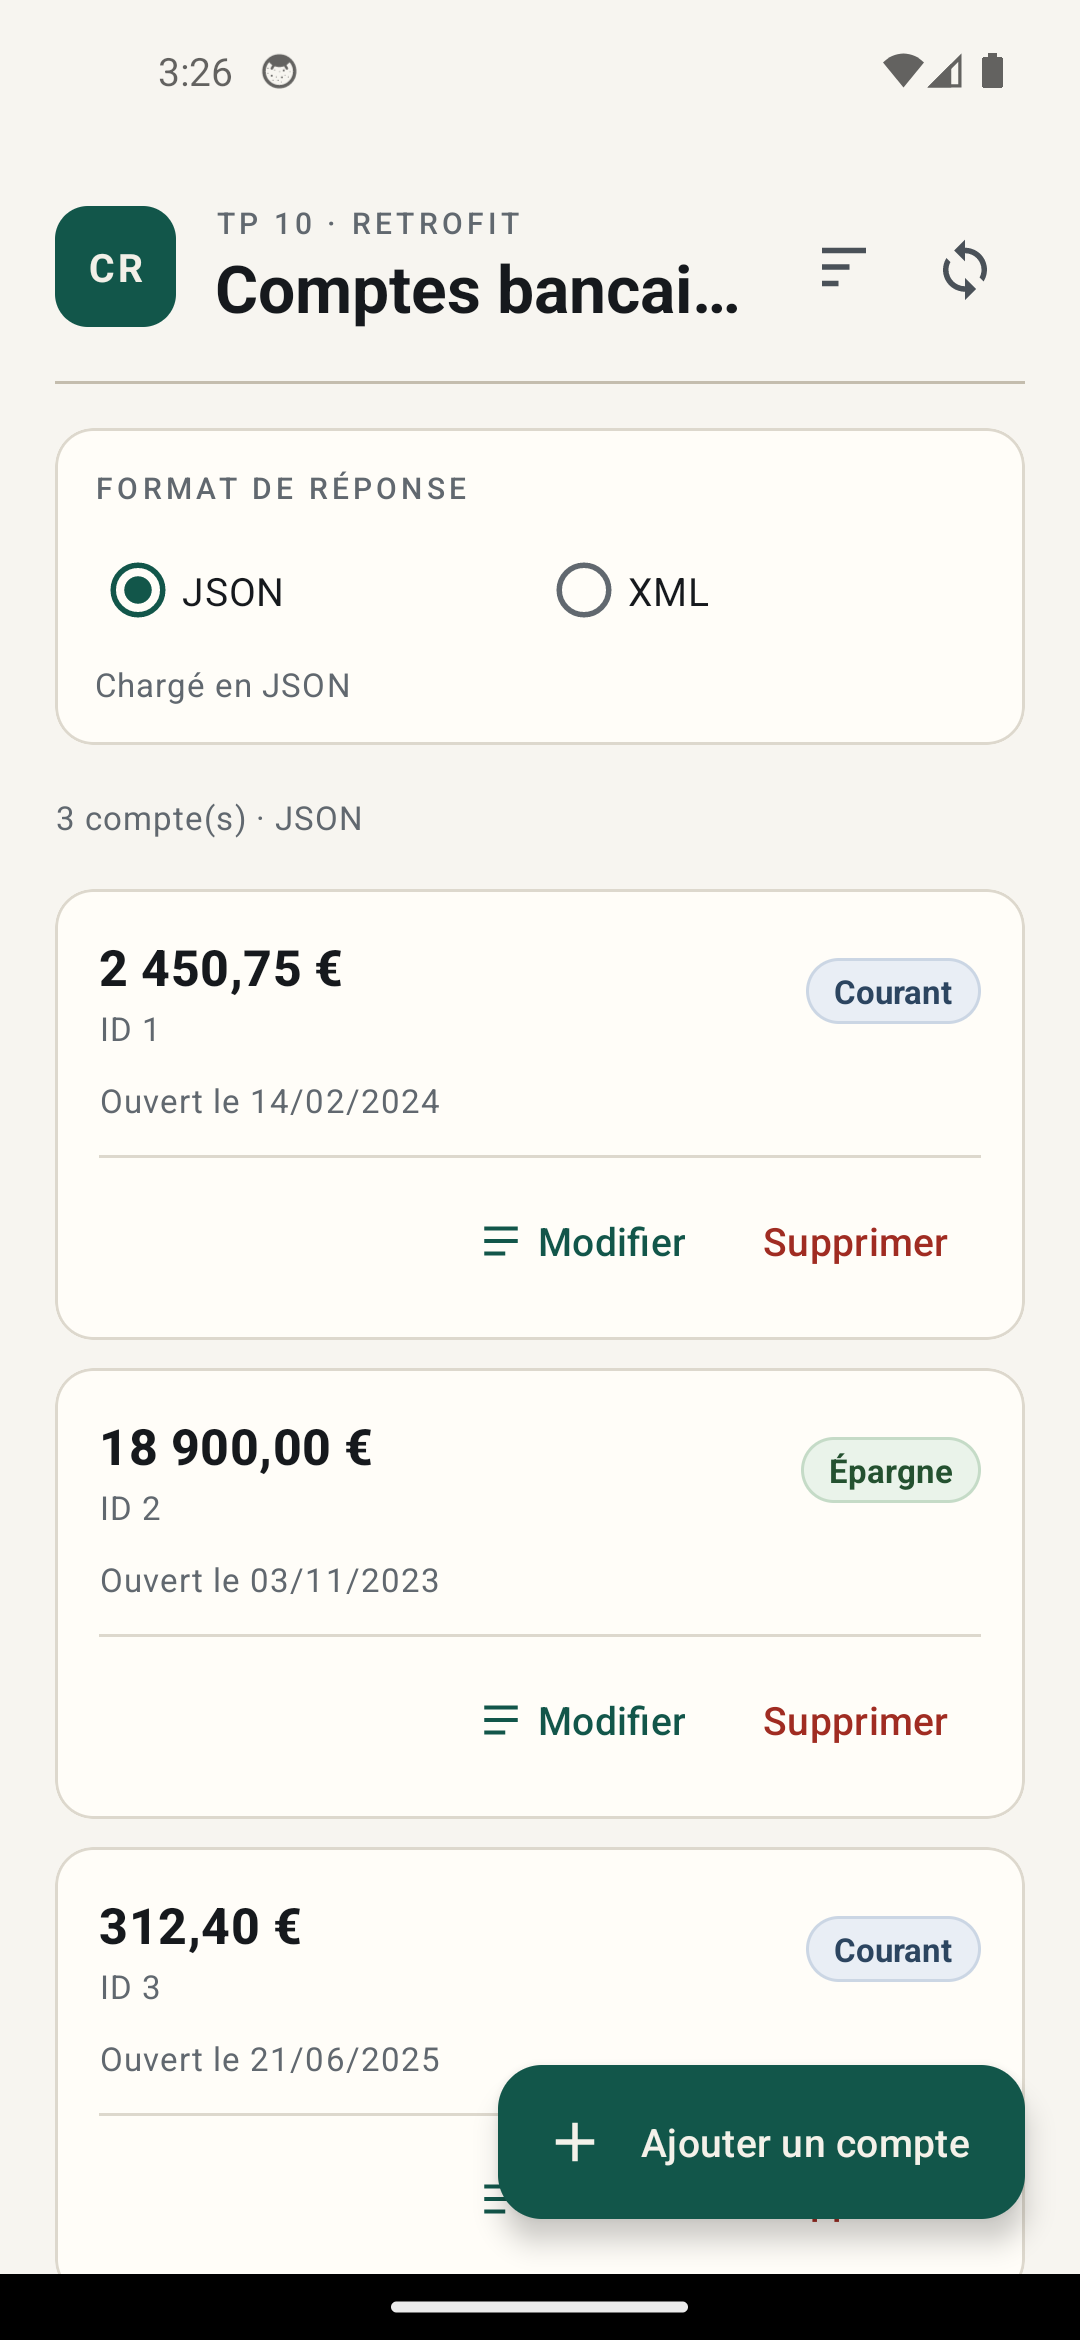 3:26
CR
TP 10 · RETROFIT
Comptes bancai...
FORMAT DE RÉPONSE
JSON
XML
Chargé en JSON
3 compte(s) · JSON
2 450,75 €
Courant
ID 1
Ouvert le 14/02/2024
Modifier
Supprimer
18 900,00 €
Épargne
ID 2
Ouvert le 03/11/2023
Modifier
Supprimer
312,40 €
Courant
ID 3
Ouvert le 21/06/2025
Ajouter un compte